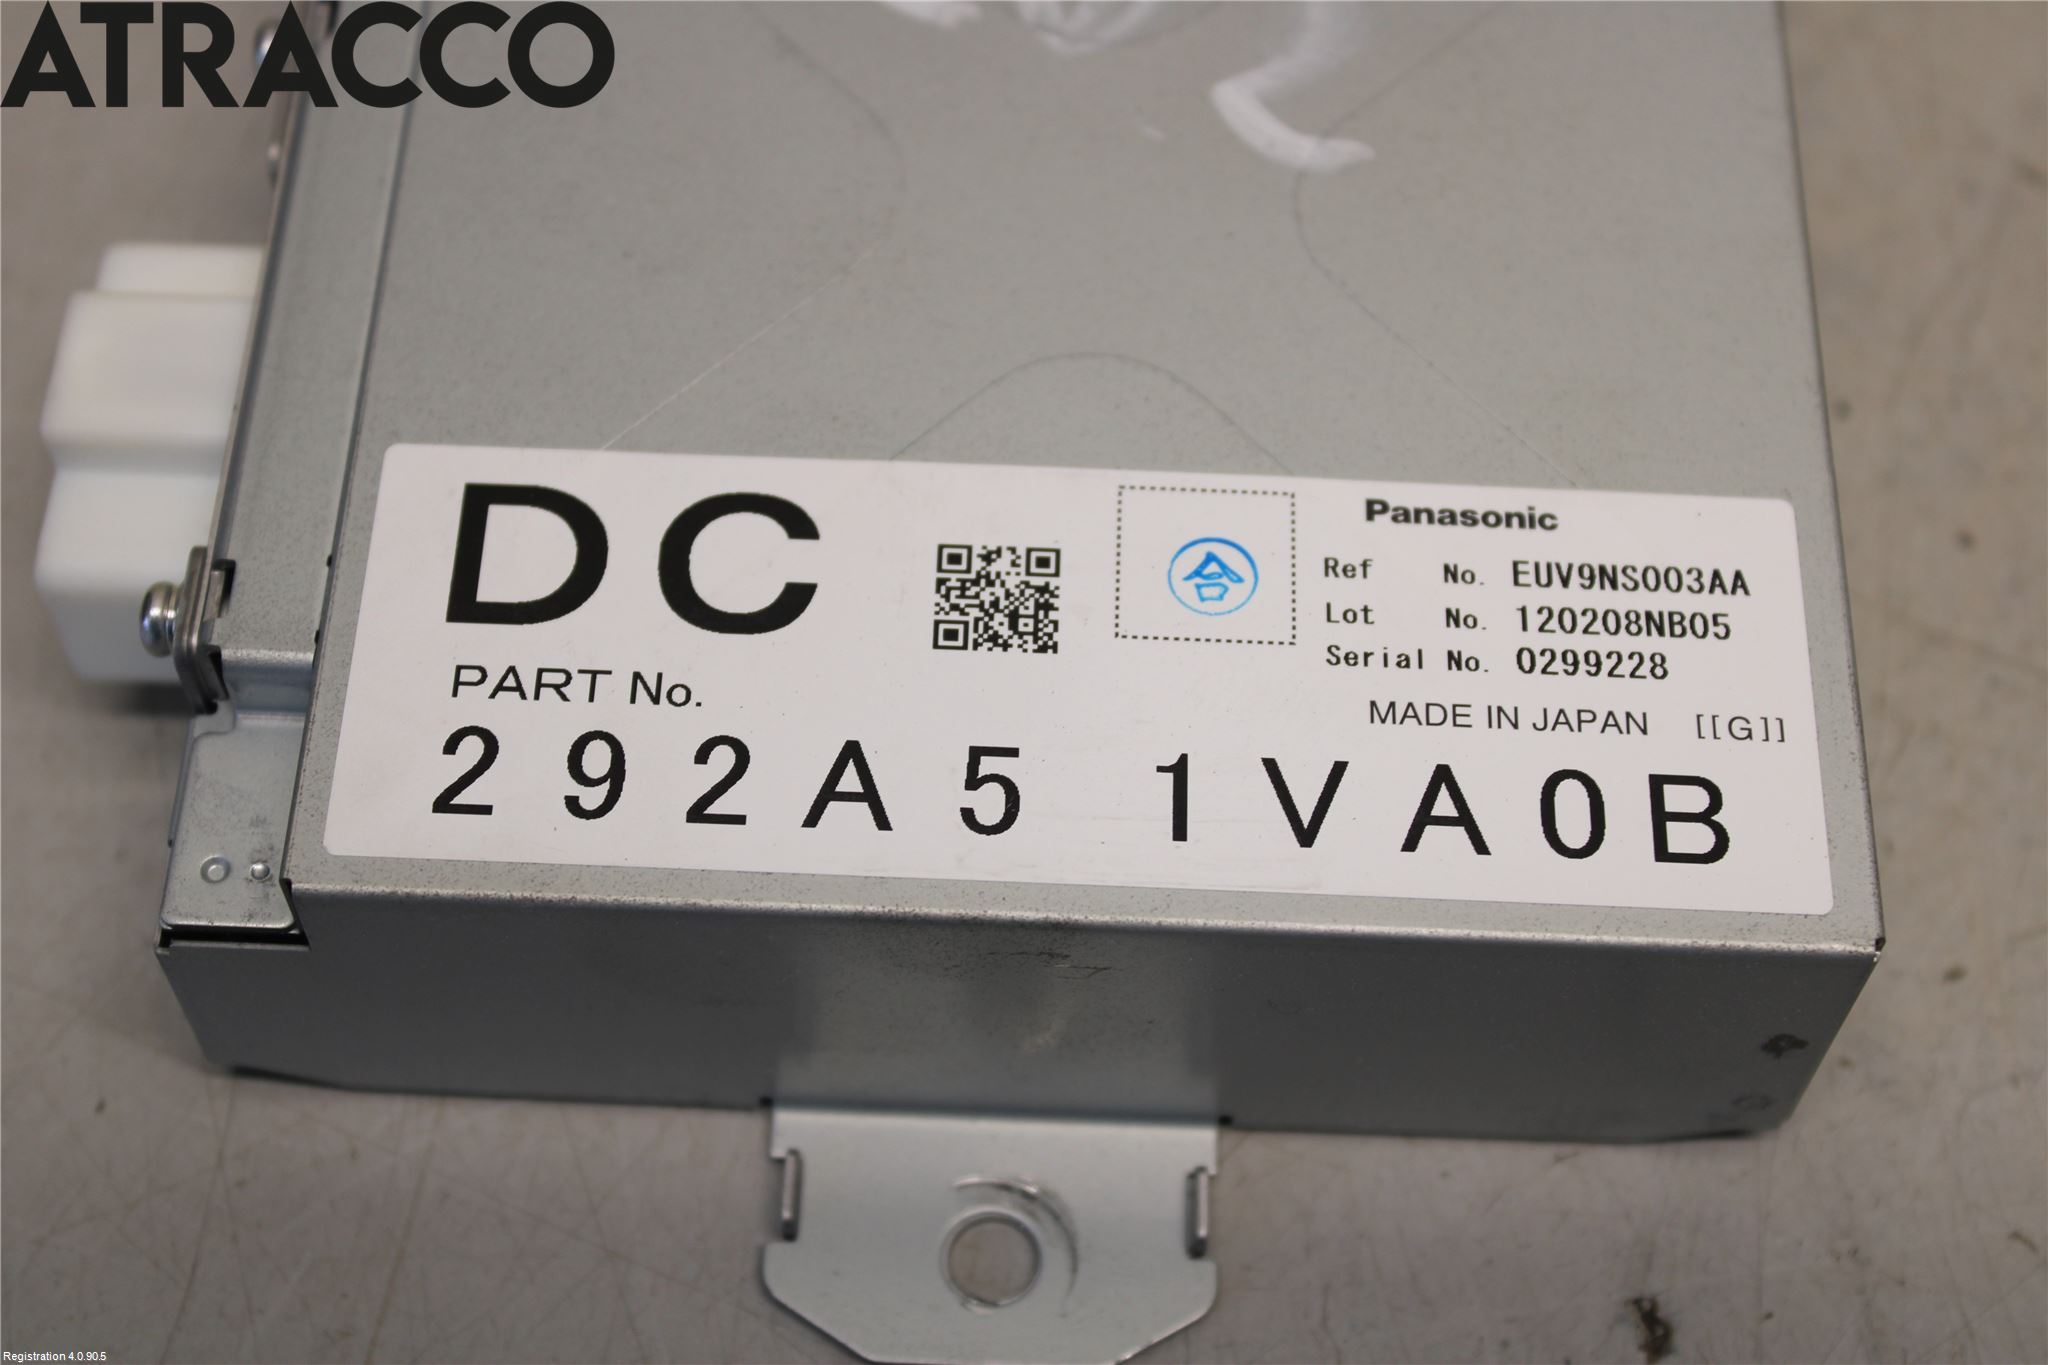 ATRACCO
DC
合
Panasonic
Ref No. EUV9NS003AA
Lot No. 120208NB05
Serial No. 0299228
MADE IN JAPAN [[G]]
PART No.
292A5 1VA0B
Registration 4.0.90.5